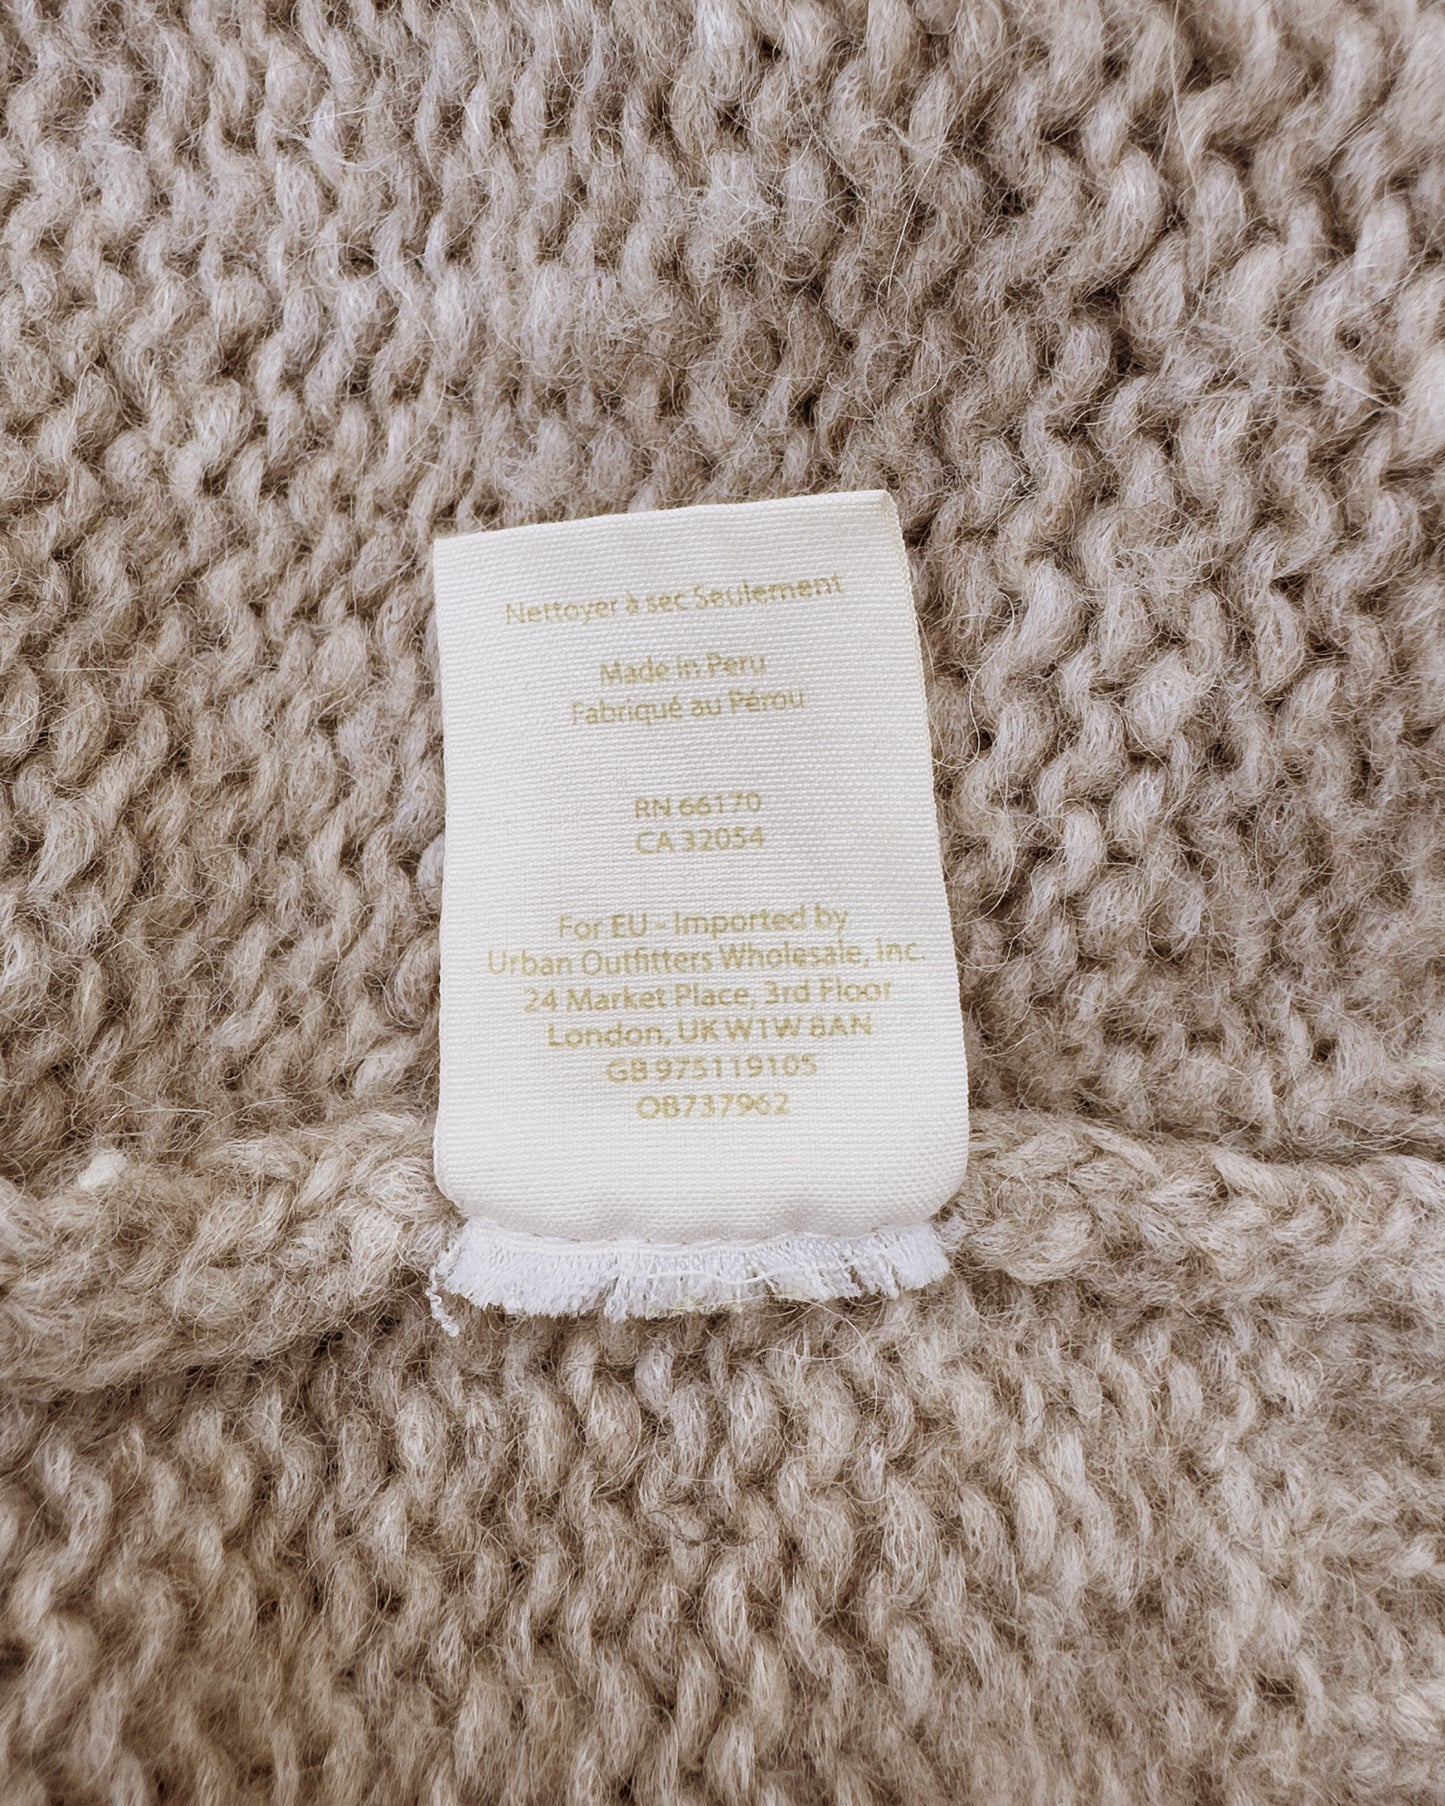 Nettoyer à sec Seulement
Made in Peru
Fabriqué au Pérou
RN 66170
CA 32054
For EU - Imported by
Urban Outfitters Wholesale, Inc.
24 Market Place, 3rd Floor
London, UK W1W 8AN
GB 975119105
OB737962